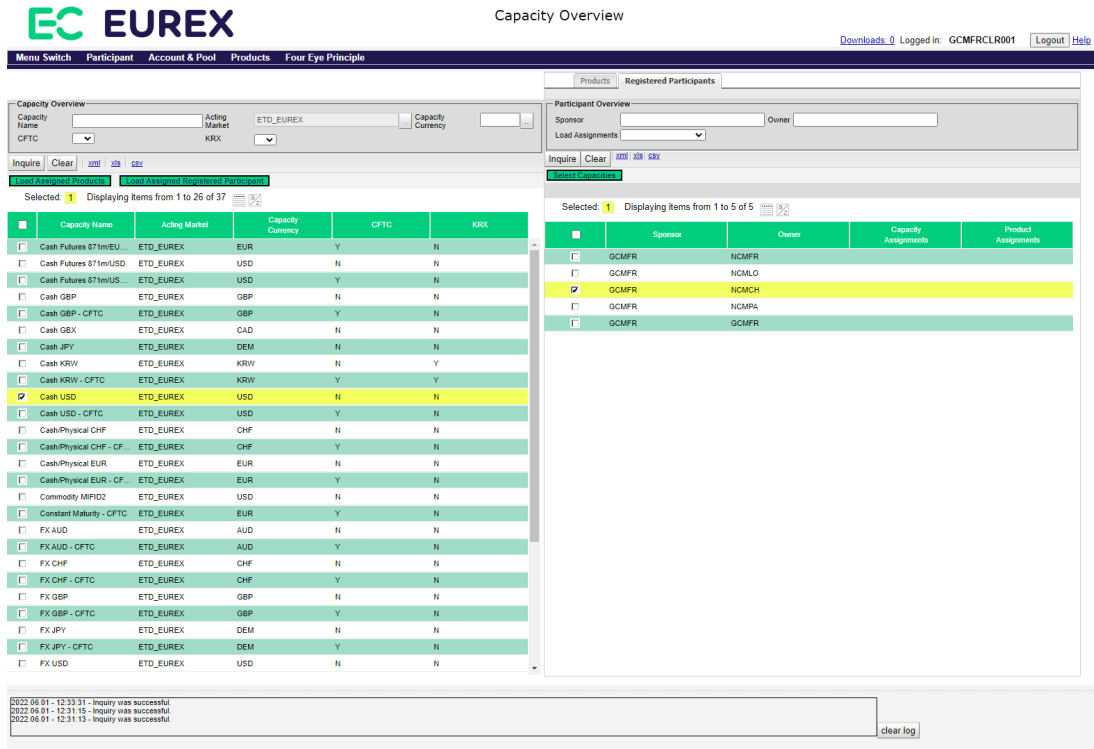 EC EUREX
Capacity Overview
Downloads: 0 Logged in: GCMFRCLR001 Logout Help
Menu Switch Participant Account & Pool Products Four Eye Principle
Products Registered Participants
Capacity Overview
Capacity Name
Acting Market ETD_EUREX ...
Capacity Currency ...
CFTC
KRX
Inquire Clear xml xls csv
Load Assigned Products Load Assigned Registered Participant
Selected: 1 Displaying items from 1 to 26 of 37
Capacity Name Acting Market Capacity Currency CFTC KRX
Cash Futures 871m/EU... ETD_EUREX EUR Y N
Cash Futures 871m/USD ETD_EUREX USD N N
Cash Futures 871m/US... ETD_EUREX USD Y N
Cash GBP ETD_EUREX GBP N N
Cash GBP - CFTC ETD_EUREX GBP Y N
Cash GBX ETD_EUREX CAD N N
Cash JPY ETD_EUREX DEM N N
Cash KRW ETD_EUREX KRW N Y
Cash KRW - CFTC ETD_EUREX KRW Y Y
Cash USD ETD_EUREX USD N N
Cash USD - CFTC ETD_EUREX USD Y N
Cash/Physical CHF ETD_EUREX CHF N N
Cash/Physical CHF - CF... ETD_EUREX CHF Y N
Cash/Physical EUR ETD_EUREX EUR N N
Cash/Physical EUR - CF... ETD_EUREX EUR Y N
Commodity MIFID2 ETD_EUREX USD N N
Constant Maturity - CFTC ETD_EUREX EUR Y N
FX AUD ETD_EUREX AUD N N
FX AUD - CFTC ETD_EUREX AUD Y N
FX CHF ETD_EUREX CHF N N
FX CHF - CFTC ETD_EUREX CHF Y N
FX GBP ETD_EUREX GBP N N
FX GBP - CFTC ETD_EUREX GBP Y N
FX JPY ETD_EUREX DEM N N
FX JPY - CFTC ETD_EUREX DEM Y N
FX USD ETD_EUREX USD N N
Participant Overview
Sponsor Owner
Load Assignments
Inquire Clear xml xls csv
Select Capacities
Selected: 1 Displaying items from 1 to 5 of 5
Sponsor Owner Capacity Assignments Product Assignments
GCMFR NCMFR
GCMFR NCMLO
GCMFR NCMCH
GCMFR NCMPA
GCMFR GCMFR
2022.06.01 - 12:33:31 - Inquiry was successful.
2022.06.01 - 12:31:15 - Inquiry was successful.
2022.06.01 - 12:31:13 - Inquiry was successful.
clear log